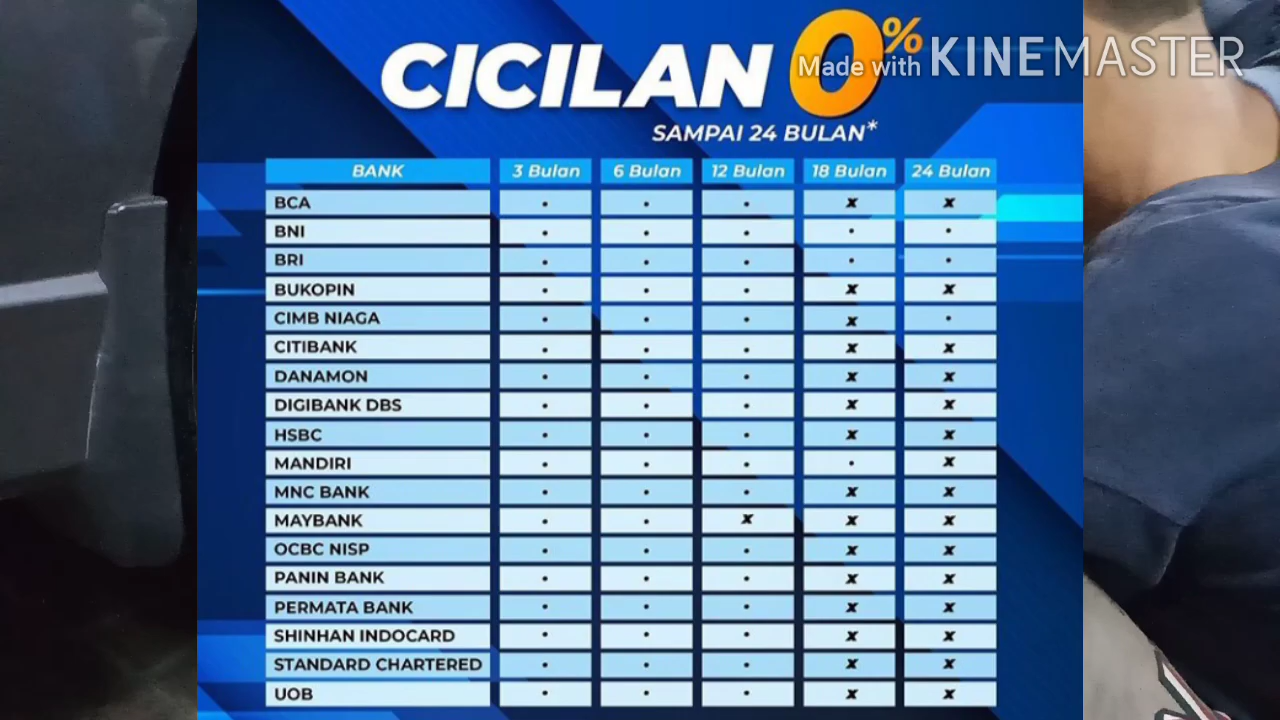 CICILAN 0%
Made with KINEMASTER
SAMPAI 24 BULAN*
BANK 3 Bulan 6 Bulan 12 Bulan 18 Bulan 24 Bulan
BCA • • • x x
BNI • • • • •
BRI • • • • •
BUKOPIN • • • x x
CIMB NIAGA • • • x •
CITIBANK • • • x x
DANAMON • • • x x
DIGIBANK DBS • • • x x
HSBC • • • x x
MANDIRI • • • • x
MNC BANK • • • x x
MAYBANK • • x x x
OCBC NISP • • • x x
PANIN BANK • • • x x
PERMATA BANK • • • x x
SHINHAN INDOCARD • • • x x
STANDARD CHARTERED • • • x x
UOB • • • x x